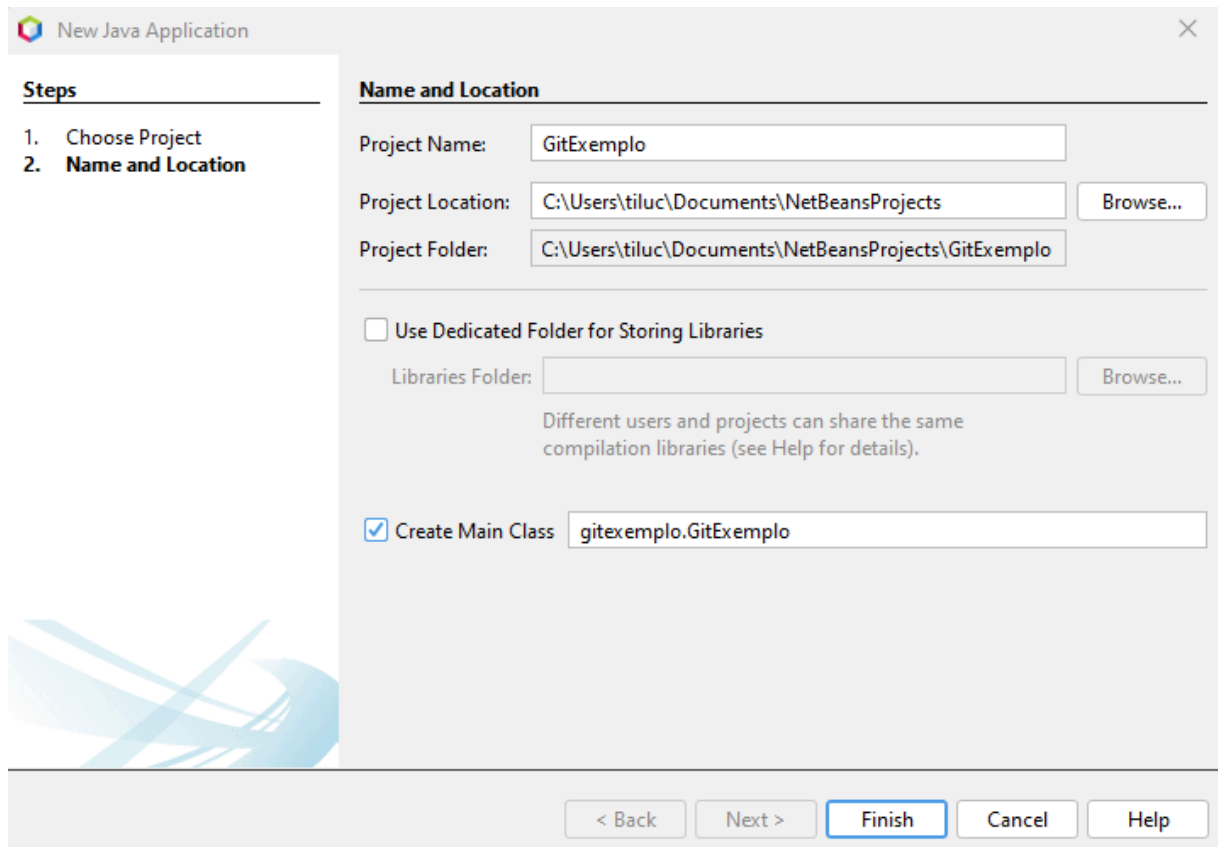 New Java Application
Steps
1. Choose Project
2. Name and Location
Name and Location
Project Name: GitExemplo
Project Location: C:\Users\tiluc\Documents\NetBeansProjects Browse...
Project Folder: C:\Users\tiluc\Documents\NetBeansProjects\GitExemplo
Use Dedicated Folder for Storing Libraries
Libraries Folder: Browse...
Different users and projects can share the same
compilation libraries (see Help for details).
Create Main Class gitexemplo.GitExemplo
< Back Next > Finish Cancel Help